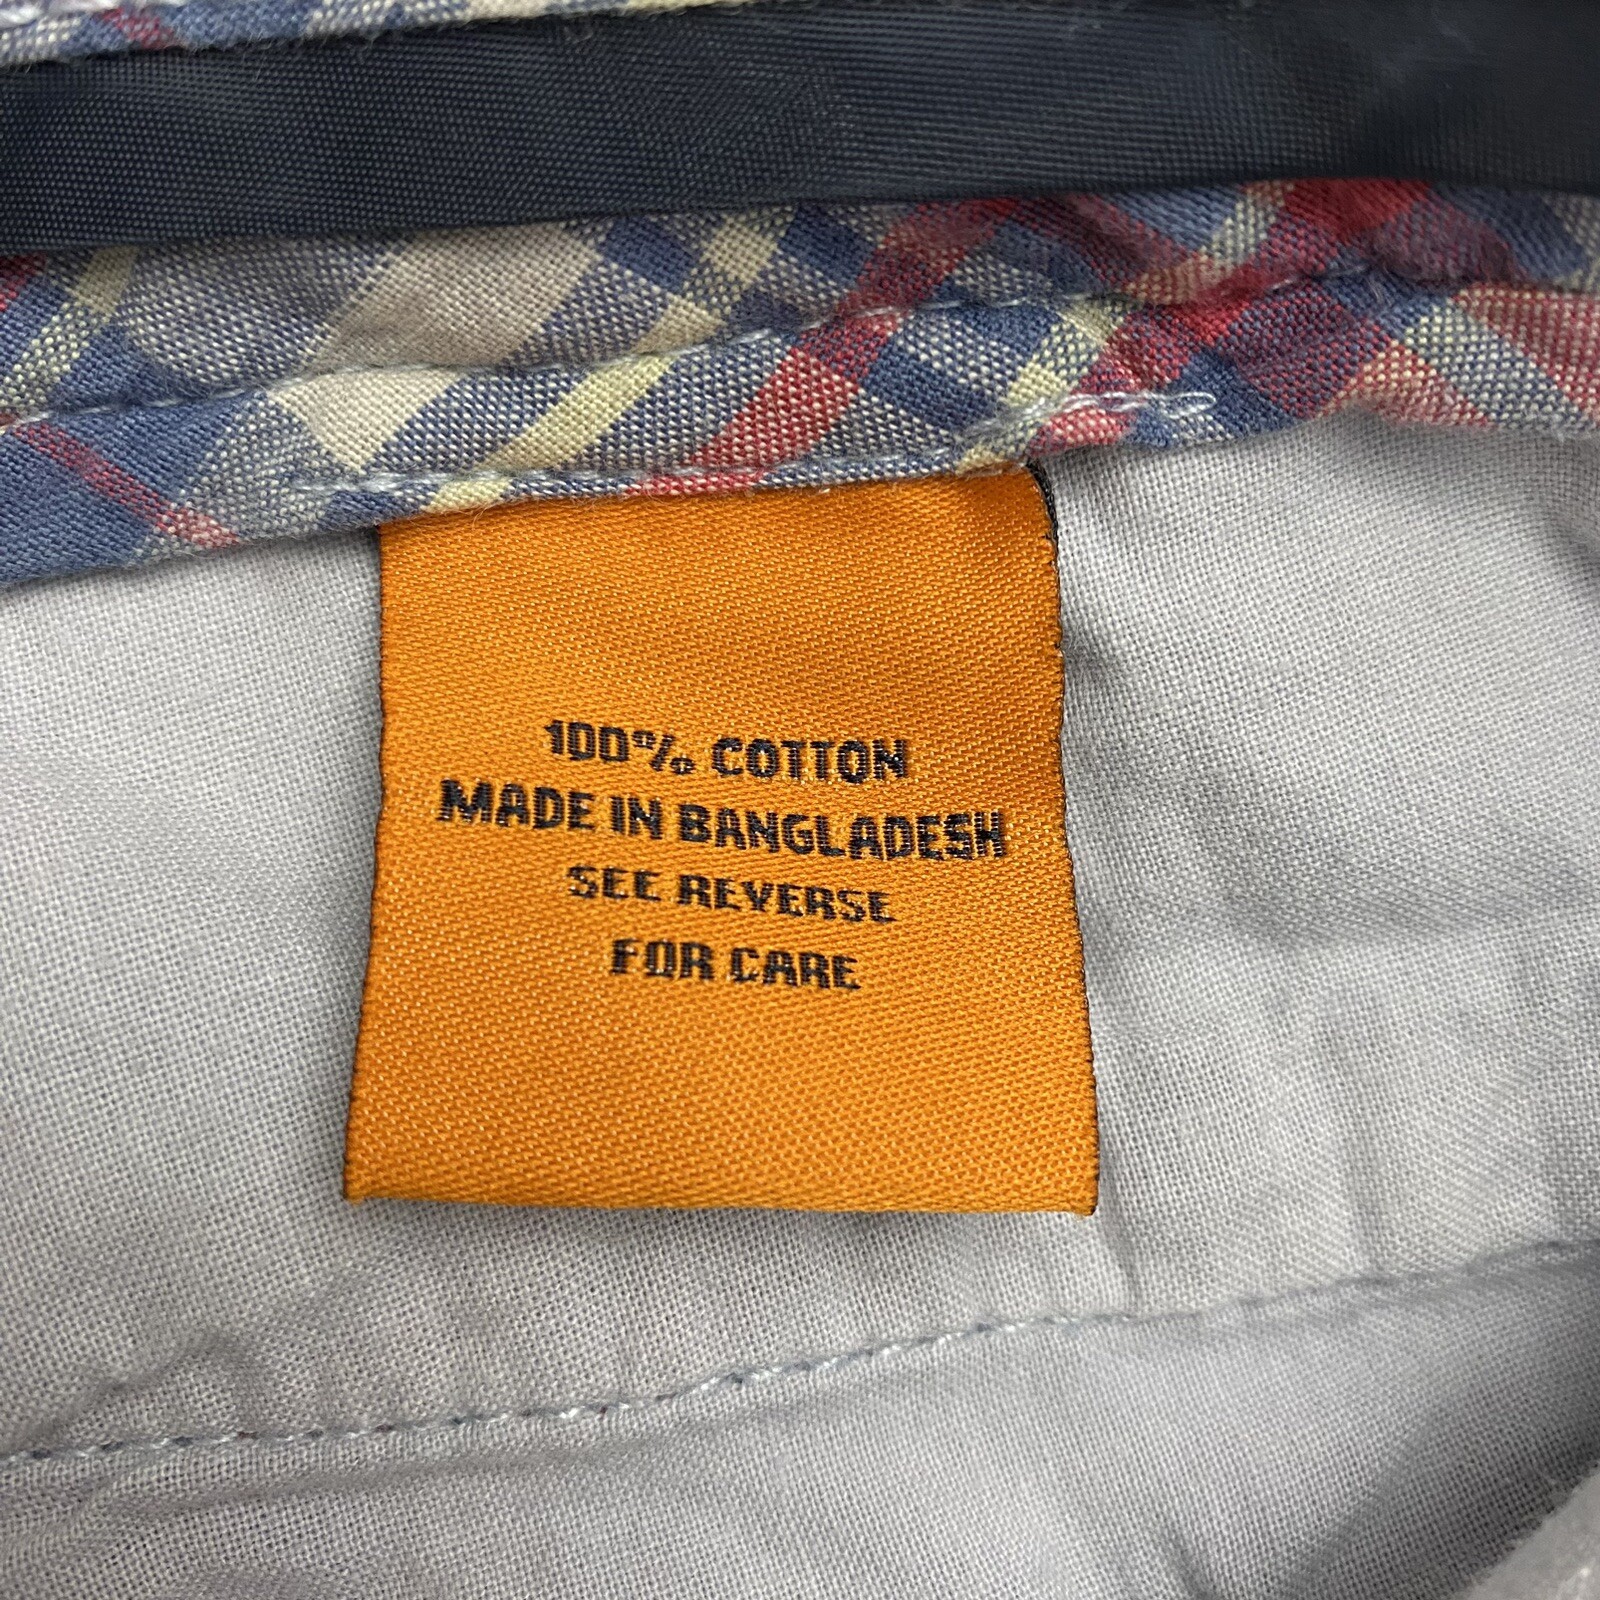 100% COTTON
MADE IN BANGLADESH
SEE REVERSE
FOR CARE